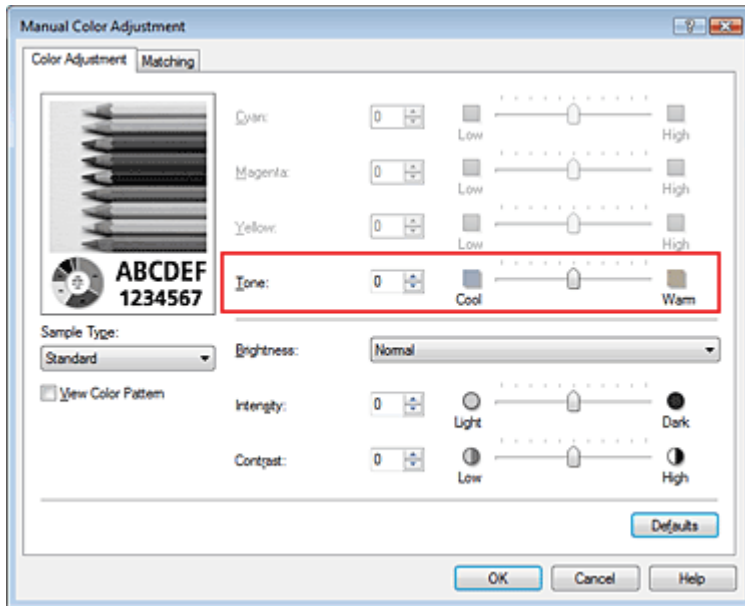 Manual Color Adjustment
Color Adjustment Matching
Cyan: 0 Low High
Magenta: 0 Low High
Yellow: 0 Low High
ABCDEF
1234567
Tone: 0 Cool Warm
Sample Type:
Standard
View Color Pattern
Brightness: Normal
Intensity: 0 Light Dark
Contrast: 0 Low High
Defaults
OK Cancel Help